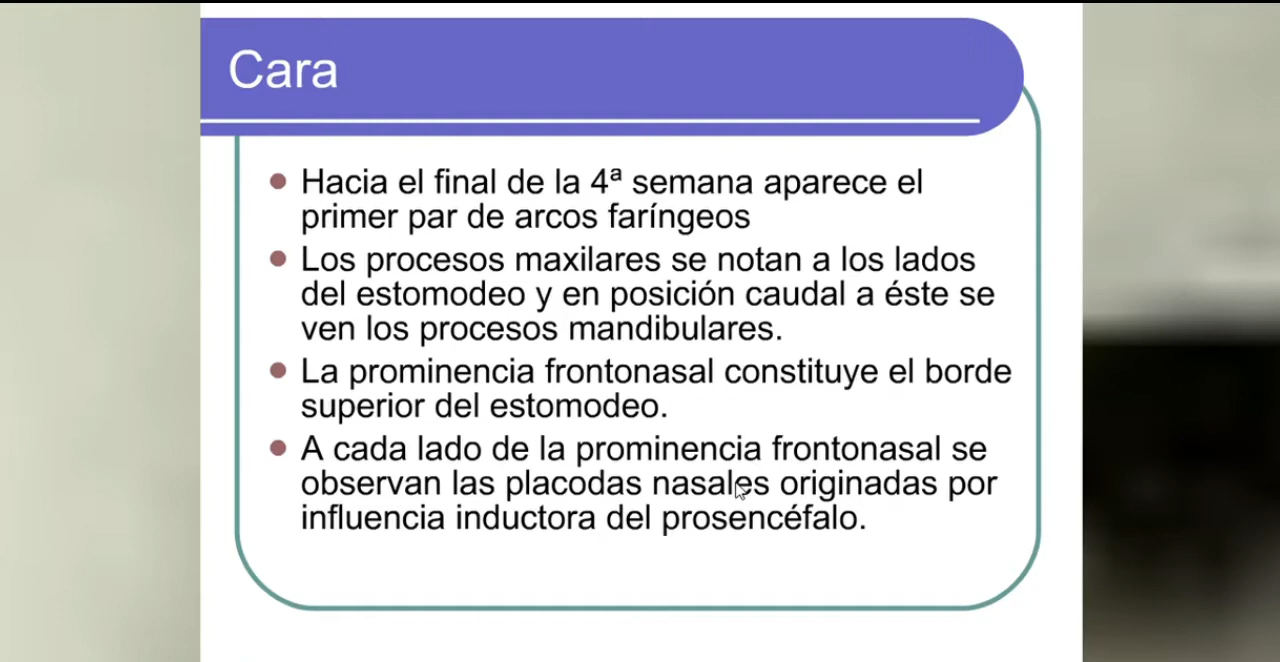 Cara
Hacia el final de la 4ª semana aparece el
primer par de arcos faríngeos
Los procesos maxilares se notan a los lados
del estomodeo y en posición caudal a éste se
ven los procesos mandibulares.
La prominencia frontonasal constituye el borde
superior del estomodeo.
A cada lado de la prominencia frontonasal se
observan las placodas nasales originadas por
influencia inductora del prosencéfalo.